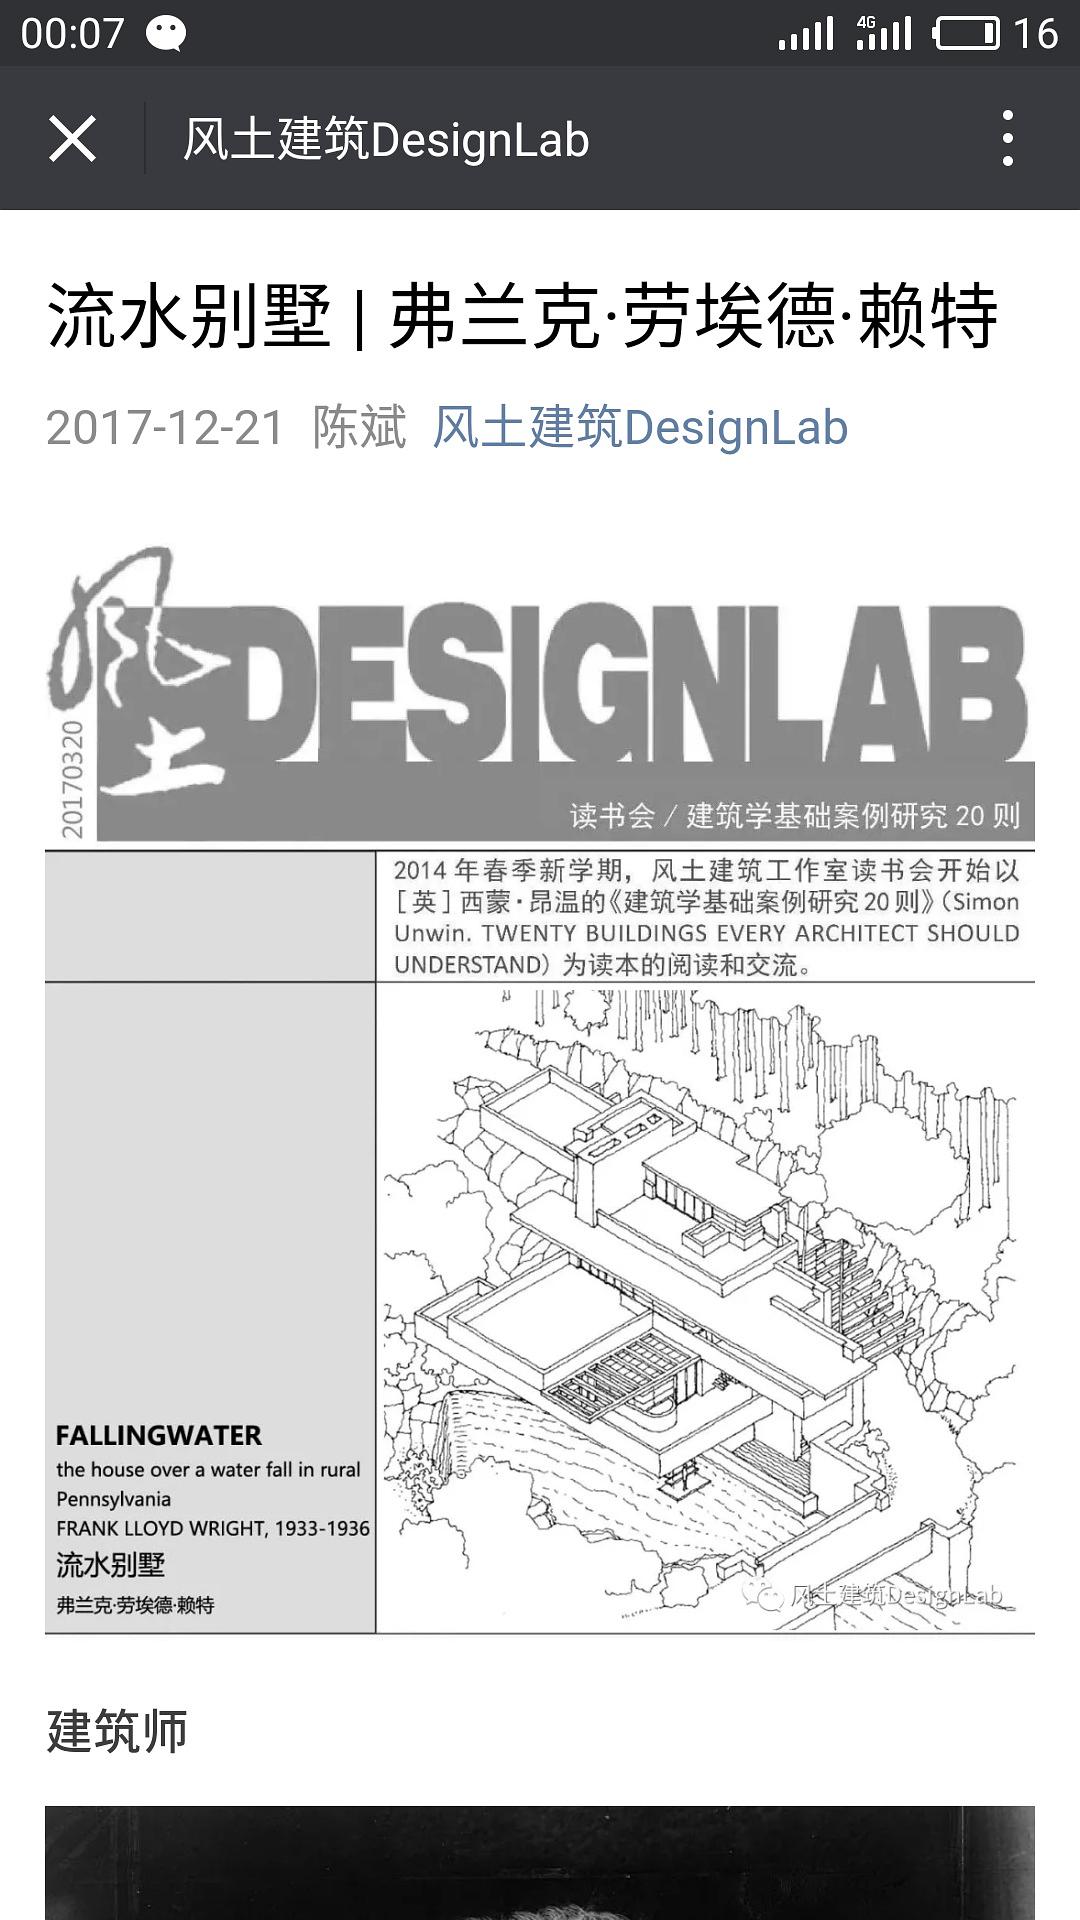 00:07
4G
16
风土建筑DesignLab
流水别墅 | 弗兰克·劳埃德·赖特
2017-12-21 陈斌 风土建筑DesignLab
風土
DESIGNLAB
20170320
读书会 / 建筑学基础案例研究 20 则
2014 年春季新学期，风土建筑工作室读书会开始以
[ 英 ] 西蒙·昂温的《建筑学基础案例研究 20 则》（Simon
Unwin. TWENTY BUILDINGS EVERY ARCHITECT SHOULD
UNDERSTAND）为读本的阅读和交流。
FALLINGWATER
the house over a water fall in rural
Pennsylvania
FRANK LLOYD WRIGHT, 1933-1936
流水别墅
弗兰克·劳埃德·赖特
风土建筑DesignLab
建筑师